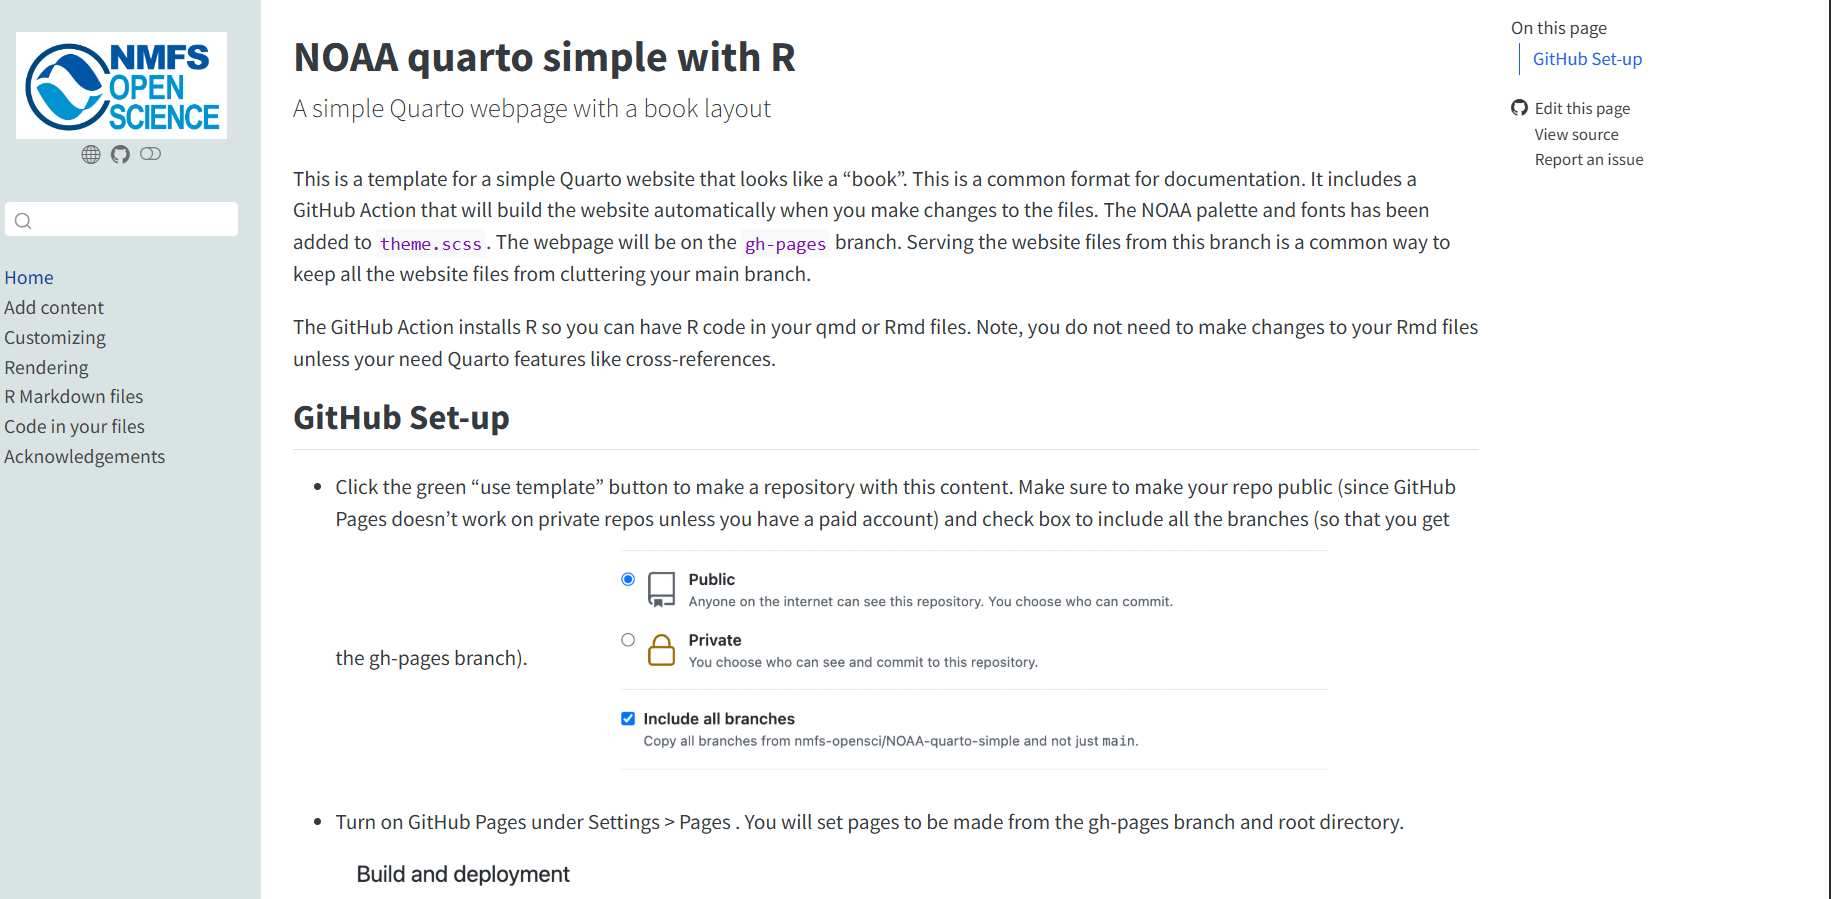 NMFS
OPEN
SCIENCE
Home
Add content
Customizing
Rendering
R Markdown files
Code in your files
Acknowledgements
NOAA quarto simple with R
A simple Quarto webpage with a book layout
This is a template for a simple Quarto website that looks like a “book”. This is a common format for documentation. It includes a
GitHub Action that will build the website automatically when you make changes to the files. The NOAA palette and fonts has been
added to theme.scss. The webpage will be on the gh-pages branch. Serving the website files from this branch is a common way to
keep all the website files from cluttering your main branch.
The GitHub Action installs R so you can have R code in your qmd or Rmd files. Note, you do not need to make changes to your Rmd files
unless your need Quarto features like cross-references.
GitHub Set-up
• Click the green “use template” button to make a repository with this content. Make sure to make your repo public (since GitHub
Pages doesn’t work on private repos unless you have a paid account) and check box to include all the branches (so that you get
Public
Anyone on the internet can see this repository. You choose who can commit.
Private
You choose who can see and commit to this repository.
the gh-pages branch).
Include all branches
Copy all branches from nmfs-opensci/NOAA-quarto-simple and not just main.
• Turn on GitHub Pages under Settings > Pages . You will set pages to be made from the gh-pages branch and root directory.
Build and deployment
On this page
GitHub Set-up
Edit this page
View source
Report an issue